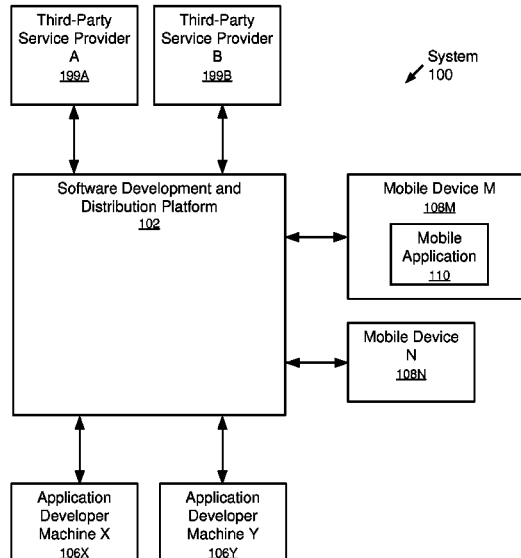 Third-Party
Service Provider
A
199A
Third-Party
Service Provider
B
199B
System
100
Software Development and
Distribution Platform
102
Mobile Device M
108M
Mobile
Application
110
Mobile Device
N
108N
Application
Developer
Machine X
106X
Application
Developer
Machine Y
106Y